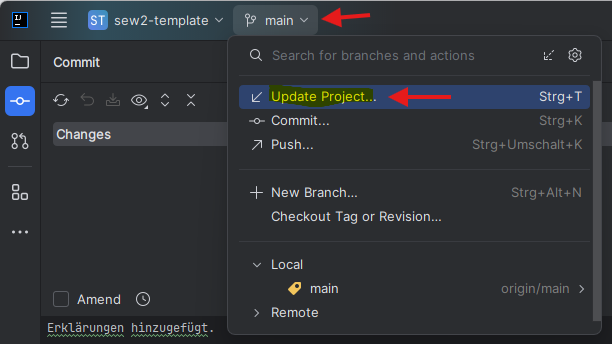 ST sew2-template main
Commit
Search for branches and actions
Update Project... Strg+T
Commit... Strg+K
Push... Strg+Umschalt+K
Changes
New Branch... Strg+Alt+N
Checkout Tag or Revision...
Local
main origin/main
Remote
Amend
Erklärungen hinzugefügt.